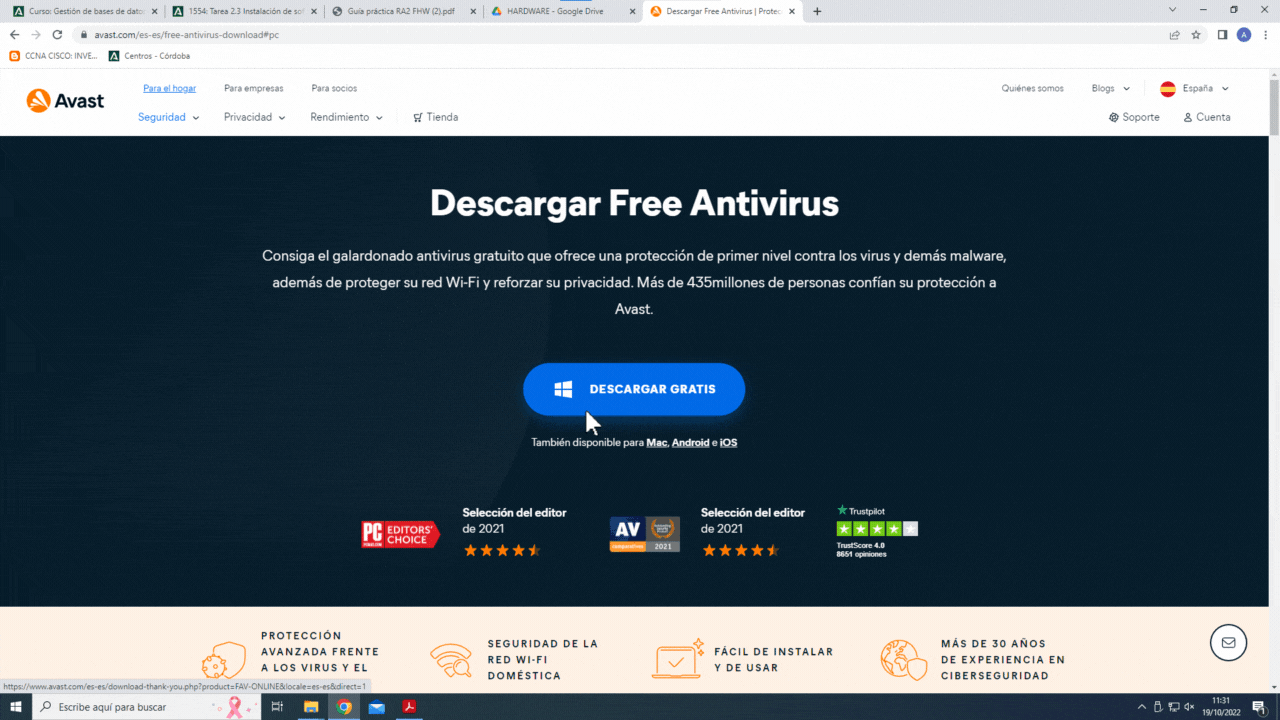 Curso: Gestión de bases de dato
1554: Tarea 2.3 Instalación de so
Guía práctica RA2 FHW (2).pdf
HARDWARE - Google Drive
Descargar Free Antivirus | Protec
avast.com/es-es/free-antivirus-download#pc
A
CCNA CISCO: INVE...
Centros - Córdoba
Avast
Para el hogar
Para empresas
Para socios
Quiénes somos
Blogs
España
Seguridad
Privacidad
Rendimiento
Tienda
Soporte
Cuenta
Descargar Free Antivirus
Consiga el galardonado antivirus gratuito que ofrece una protección de primer nivel contra los virus y demás malware,
además de proteger su red Wi-Fi y reforzar su privacidad. Más de 435millones de personas confían su protección a
Avast.
DESCARGAR GRATIS
También disponible para Mac, Android e iOS
PC EDITORS' CHOICE
Selección del editor
de 2021
AV
comparatives
2021
Selección del editor
de 2021
Trustpilot
TrustScore 4.0
8651 opiniones
PROTECCIÓN
AVANZADA FRENTE
A LOS VIRUS Y EL
SEGURIDAD DE LA
RED WI-FI
DOMÉSTICA
FÁCIL DE INSTALAR
Y DE USAR
MÁS DE 30 AÑOS
DE EXPERIENCIA EN
CIBERSEGURIDAD
https://www.avast.com/es-es/download-thank-you.php?product=FAV-ONLINE&locale=es-es&direct=1
Escribe aquí para buscar
11:31
19/10/2022
1